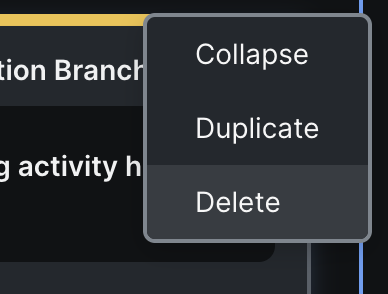 Collapse
tion Branch
Duplicate
g activity h
Delete